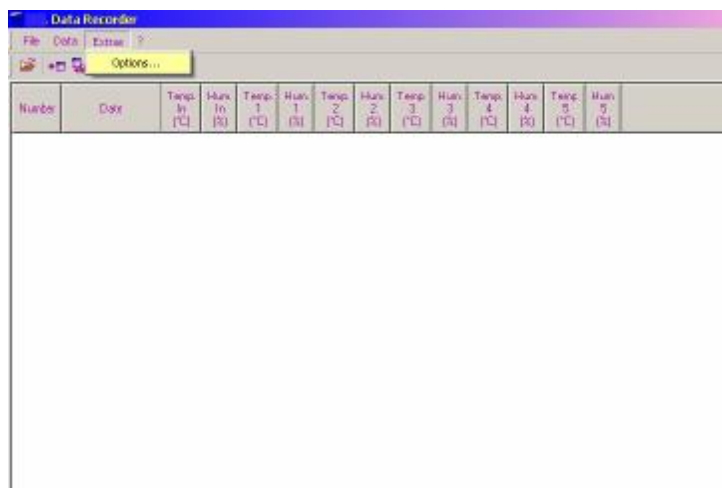 . Data Recorder
File Data Extras ?
Options...
Number Date Temp. In (°C) Hum. In (%) Temp. 1 (°C) Hum. 1 (%) Temp. 2 (°C) Hum. 2 (%) Temp. 3 (°C) Hum. 3 (%) Temp. 4 (°C) Hum. 4 (%) Temp. 5 (°C) Hum. 5 (%)